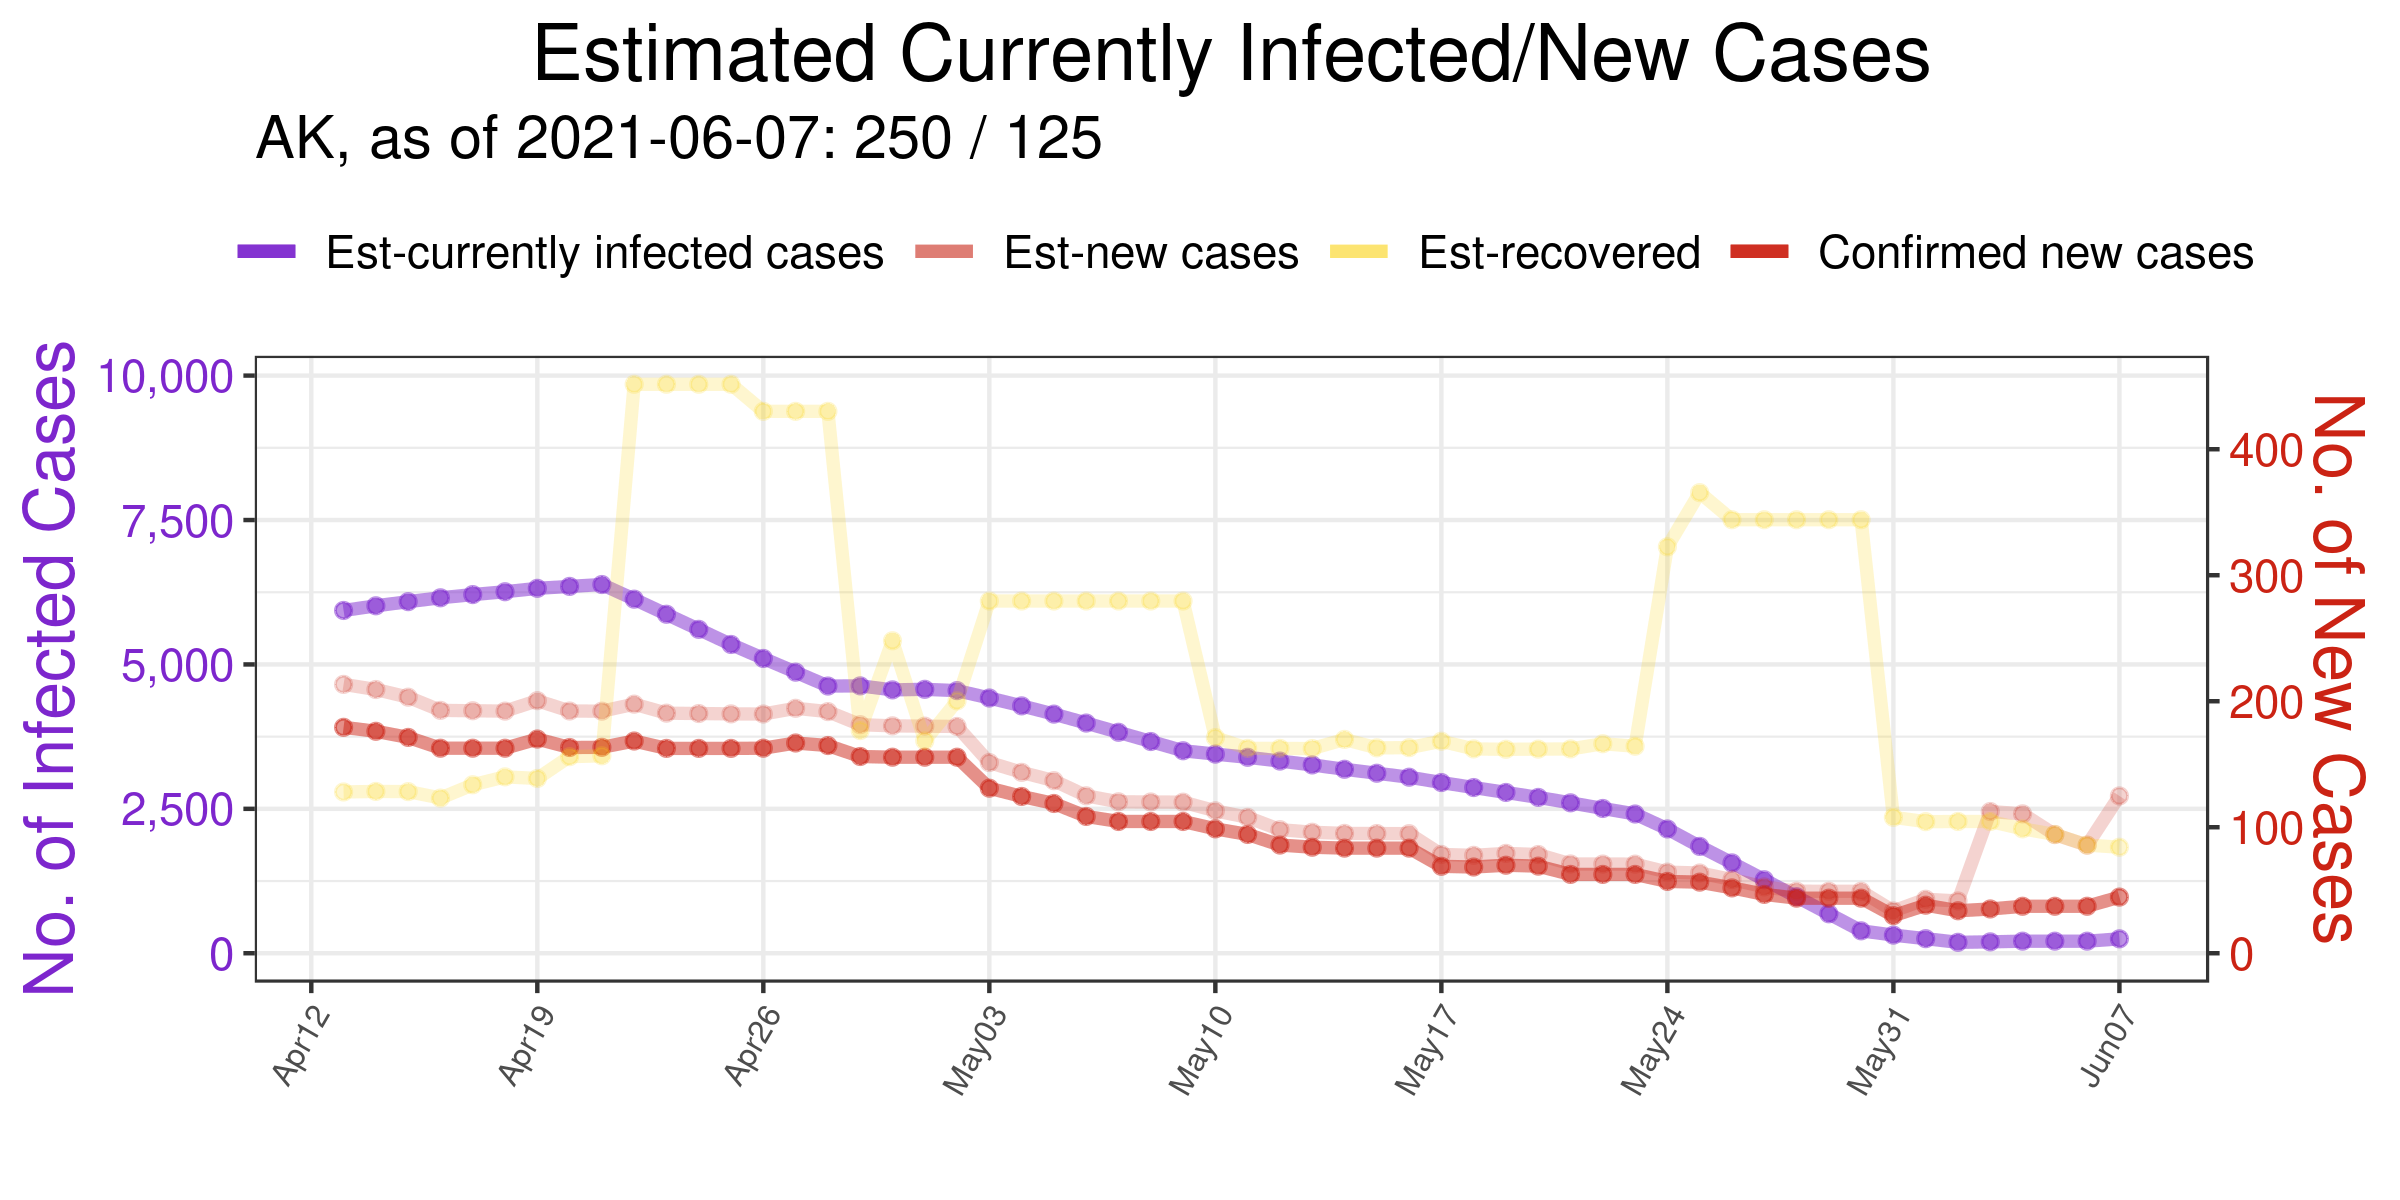 Estimated Currently Infected/New Cases
AK, as of 2021-06-07: 250 / 125
Est-currently infected cases Est-new cases Est-recovered Confirmed new cases
No. of Infected Cases
10,000
7,500
5,000
2,500
0
No. of New Cases
400
300
200
100
0
Apr12 Apr19 Apr26 May03 May10 May17 May24 May31 Jun07